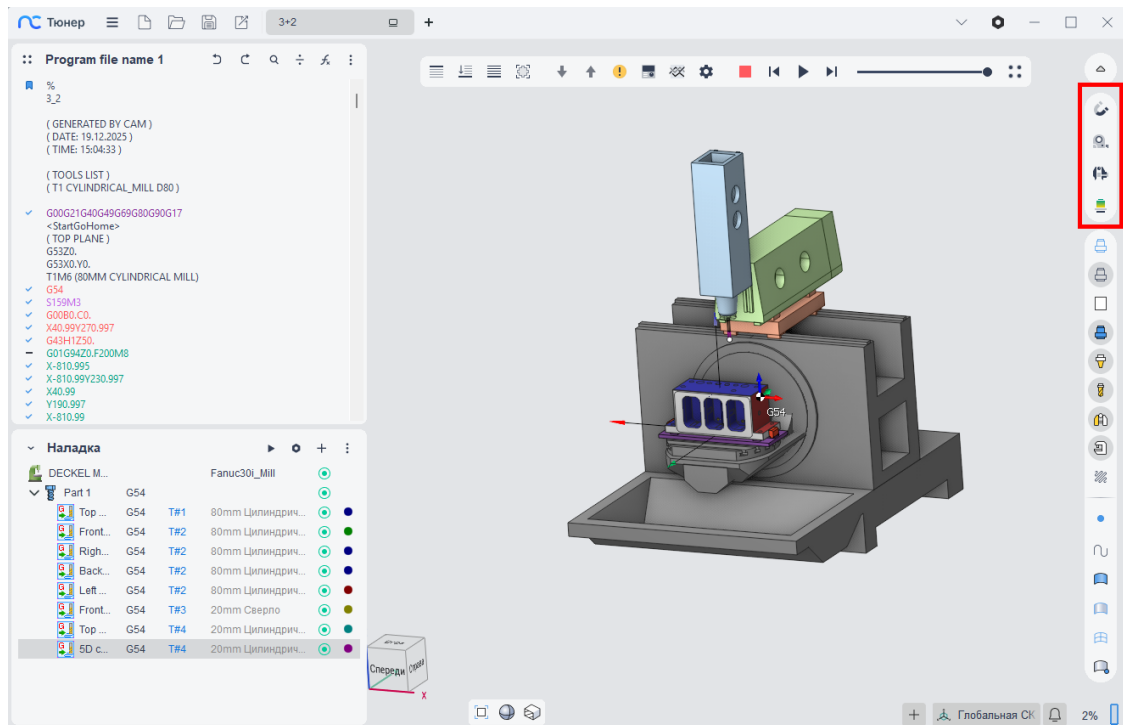 Тюнер
3+2
Program file name 1
%
3_2
( GENERATED BY CAM )
( DATE: 19.12.2025 )
( TIME: 15:04:33 )
( TOOLS LIST )
( T1 CYLINDRICAL_MILL D80 )
G00G21G40G49G69G80G90G17
<StartGoHome>
( TOP PLANE )
G53Z0.
G53X0.Y0.
T1M6 (80MM CYLINDRICAL MILL)
G54
S159M3
G00B0.C0.
X40.99Y270.997
G43H1Z50.
G01G94Z0.F200M8
X-810.995
X-810.99Y230.997
X40.99
Y190.997
X-810.99
Наладка
DECKEL M... Fanuc30i_Mill
Part 1 G54
Top ... G54 T#1 80mm Цилиндрич...
Front... G54 T#2 80mm Цилиндрич...
Righ... G54 T#2 80mm Цилиндрич...
Back... G54 T#2 80mm Цилиндрич...
Left ... G54 T#2 80mm Цилиндрич...
Front... G54 T#3 20mm Сверло
Top ... G54 T#4 20mm Цилиндрич...
5D c... G54 T#4 20mm Цилиндрич...
G54
Спереди
Справа
X
Глобальная СК
2%